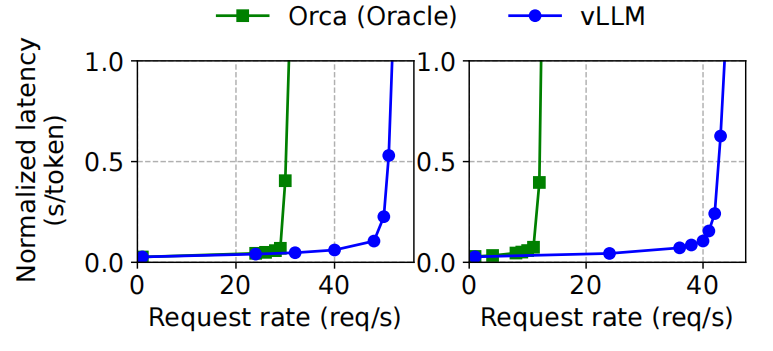 Orca (Oracle) vLLM
Normalized latency
(s/token)
1.0
0.5
0.0
0 20 40
Request rate (req/s)
1.0
0.5
0.0
0 20 40
Request rate (req/s)